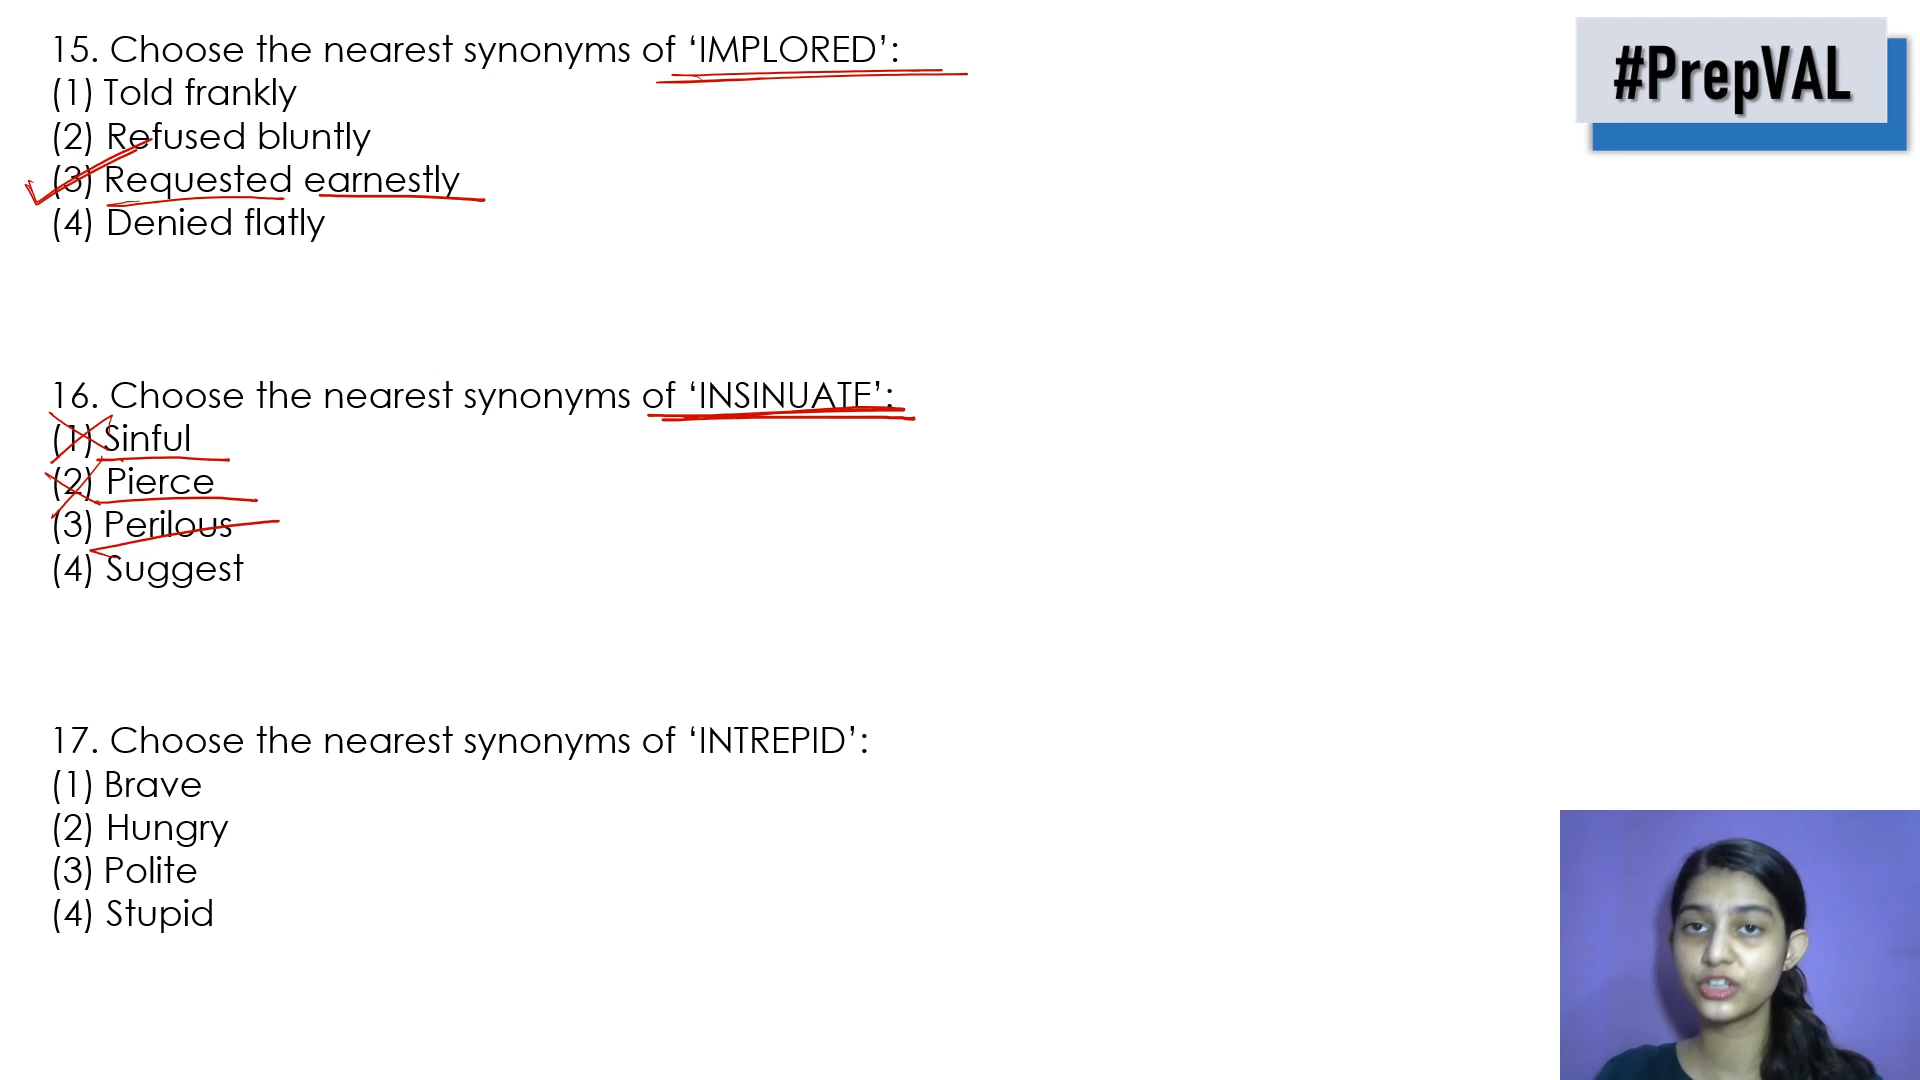 15. Choose the nearest synonyms of ‘IMPLORED’:
(1) Told frankly
(2) Refused bluntly
(3) Requested earnestly
(4) Denied flatly
16. Choose the nearest synonyms of ‘INSINUATE’:
(1) Sinful
(2) Pierce
(3) Perilous
(4) Suggest
17. Choose the nearest synonyms of ‘INTREPID’:
(1) Brave
(2) Hungry
(3) Polite
(4) Stupid
#PrepVAL